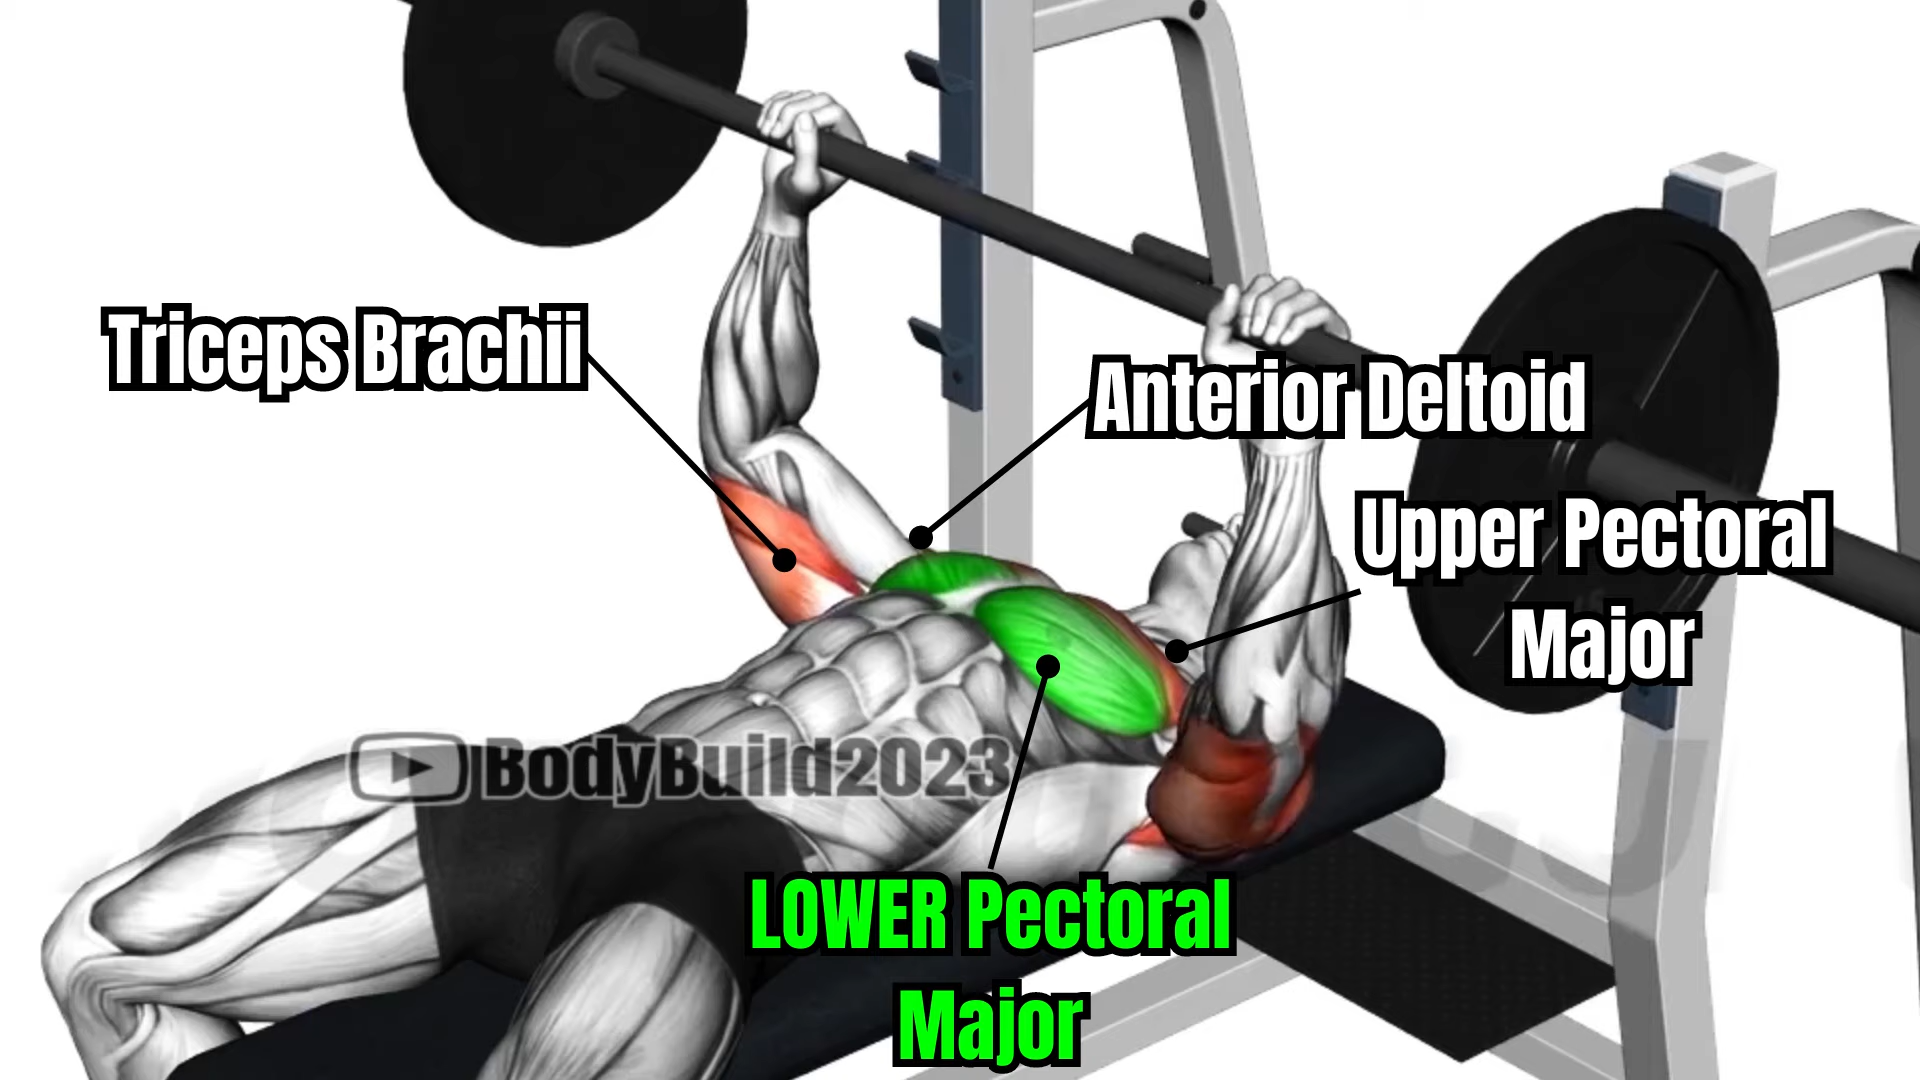 Triceps Brachii
Anterior Deltoid
Upper Pectoral
Major
BodyBuild2023
LOWER Pectoral
Major